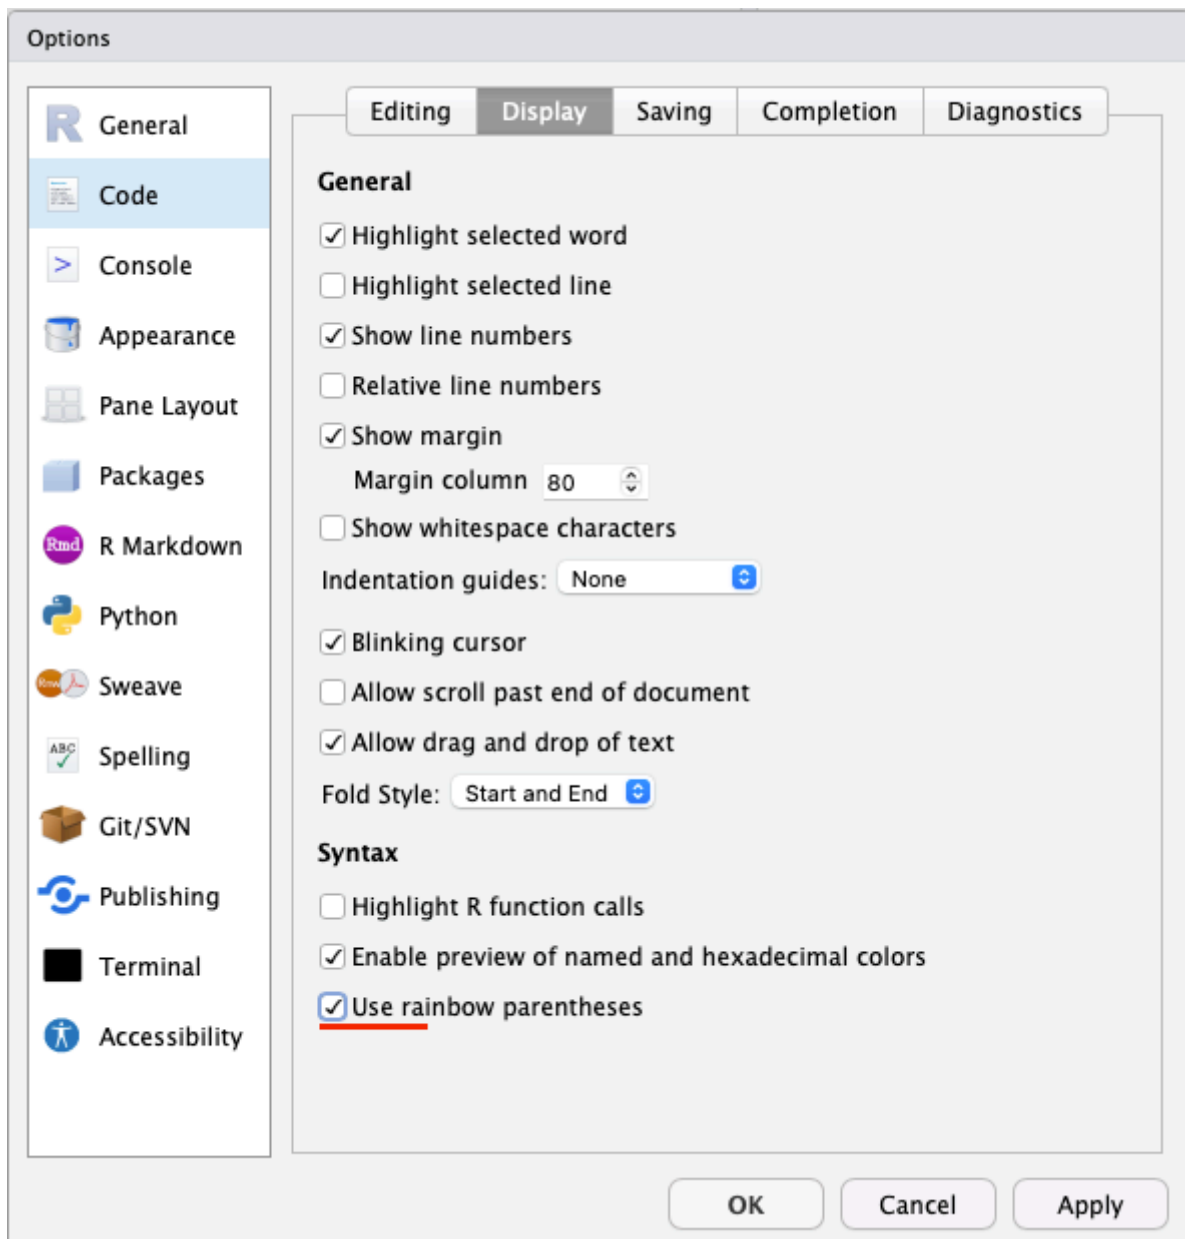 Options
General
Code
Console
Appearance
Pane Layout
Packages
Rmd R Markdown
Python
Rnw Sweave
ABC Spelling
Git/SVN
Publishing
Terminal
Accessibility
Editing Display Saving Completion Diagnostics
General
Highlight selected word
Highlight selected line
Show line numbers
Relative line numbers
Show margin
Margin column 80
Show whitespace characters
Indentation guides: None
Blinking cursor
Allow scroll past end of document
Allow drag and drop of text
Fold Style: Start and End
Syntax
Highlight R function calls
Enable preview of named and hexadecimal colors
Use rainbow parentheses
OK Cancel Apply